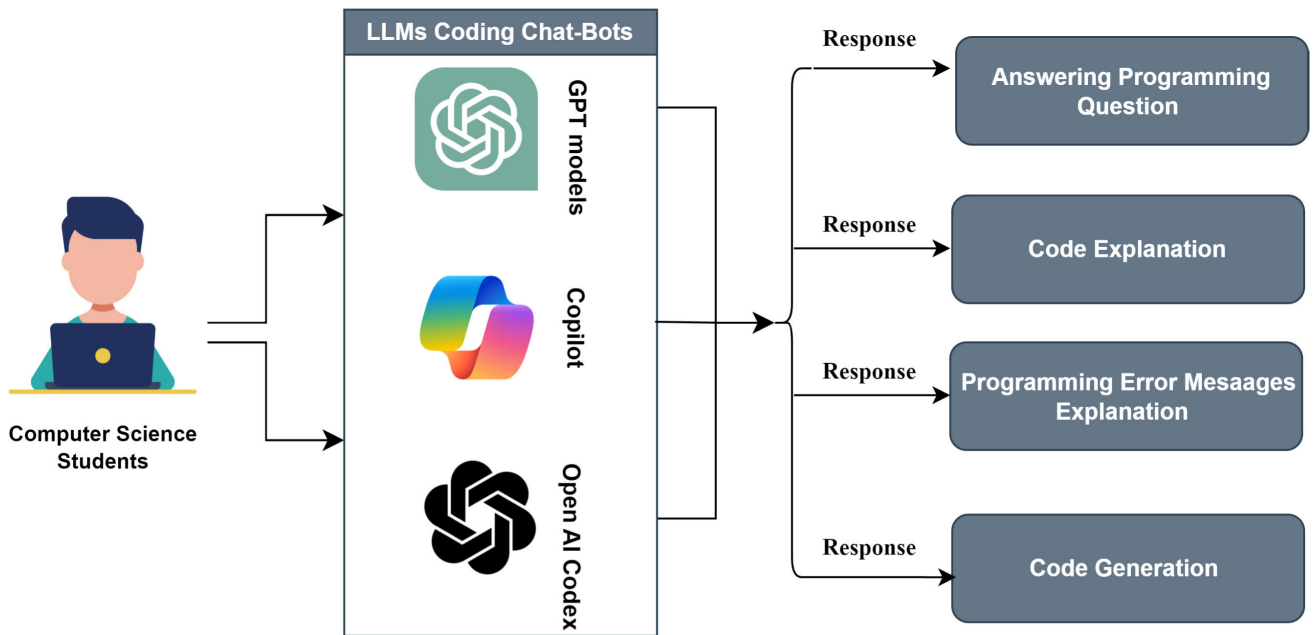 LLMs Coding Chat-Bots
GPT models
Copilot
Open AI Codex
Computer Science
Students
Response
Answering Programming
Question
Response
Code Explanation
Response
Programming Error Mesaages
Explanation
Response
Code Generation